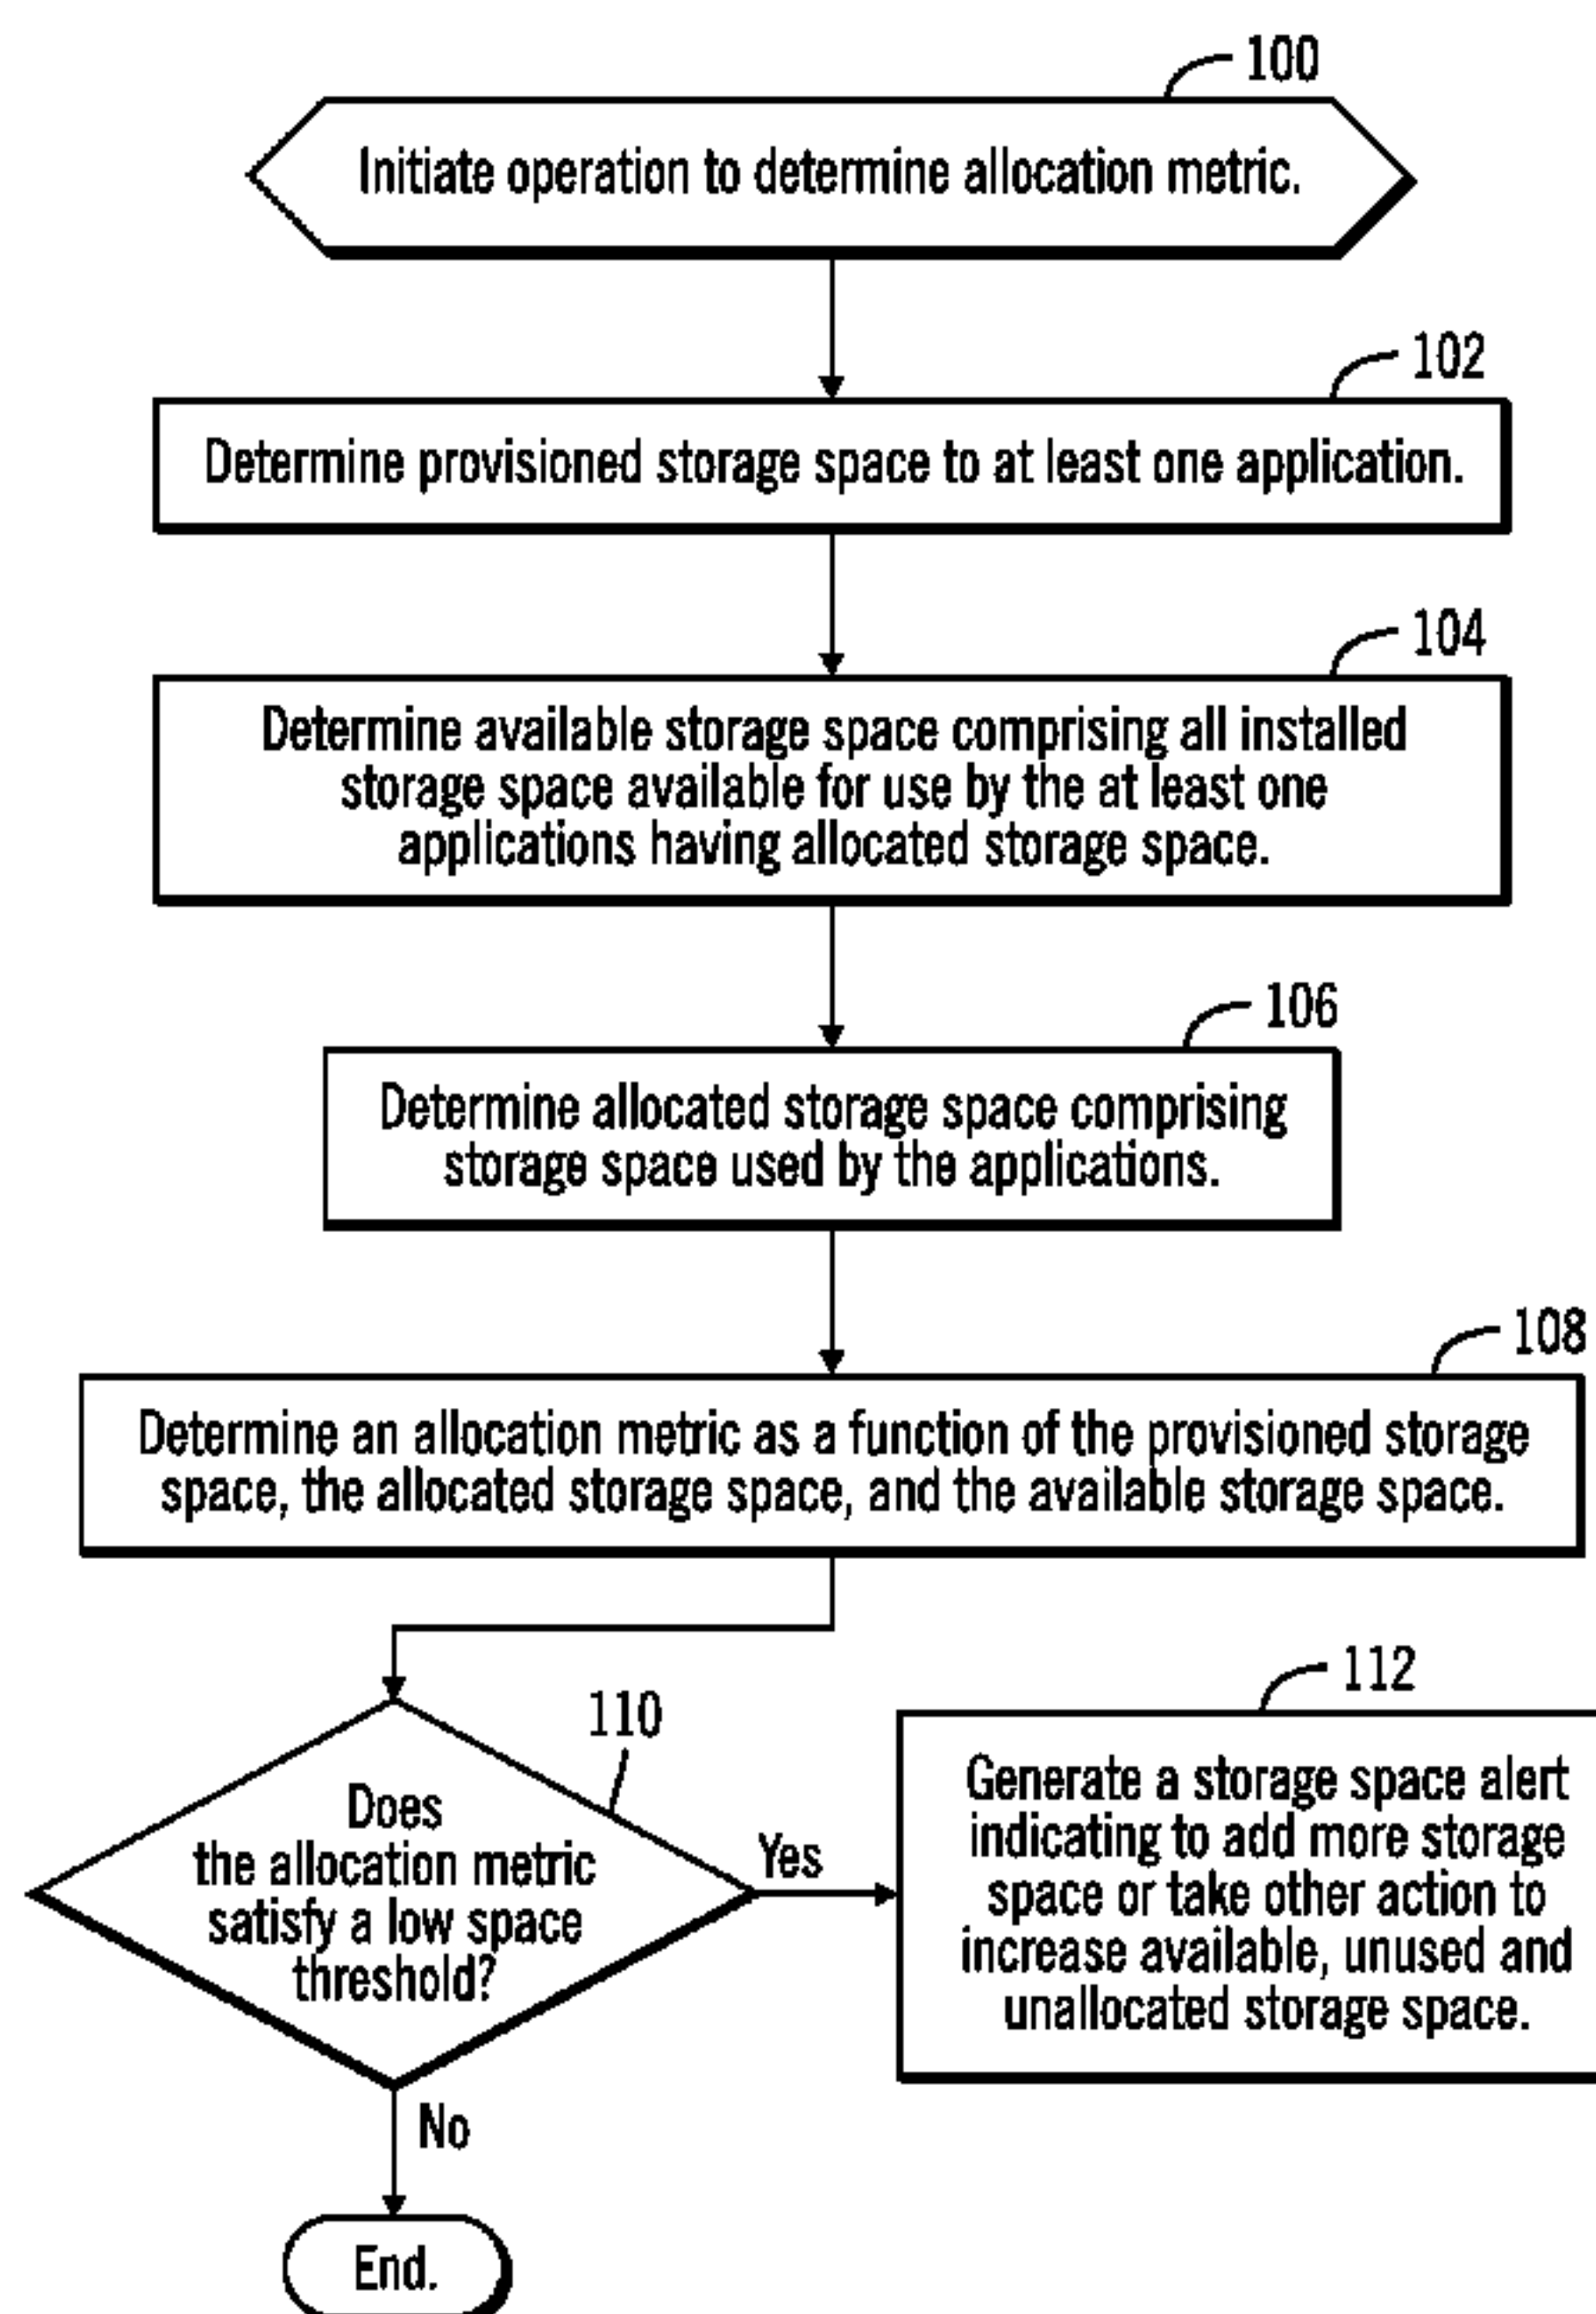 100
Initiate operation to determine allocation metric.
102
Determine provisioned storage space to at least one application.
104
Determine available storage space comprising all installed
storage space available for use by the at least one
applications having allocated storage space.
106
Determine allocated storage space comprising
storage space used by the applications.
108
Determine an allocation metric as a function of the provisioned storage
space, the allocated storage space, and the available storage space.
110
Does
the allocation metric
satisfy a low space
threshold?
Yes
112
Generate a storage space alert
indicating to add more storage
space or take other action to
increase available, unused and
unallocated storage space.
No
End.